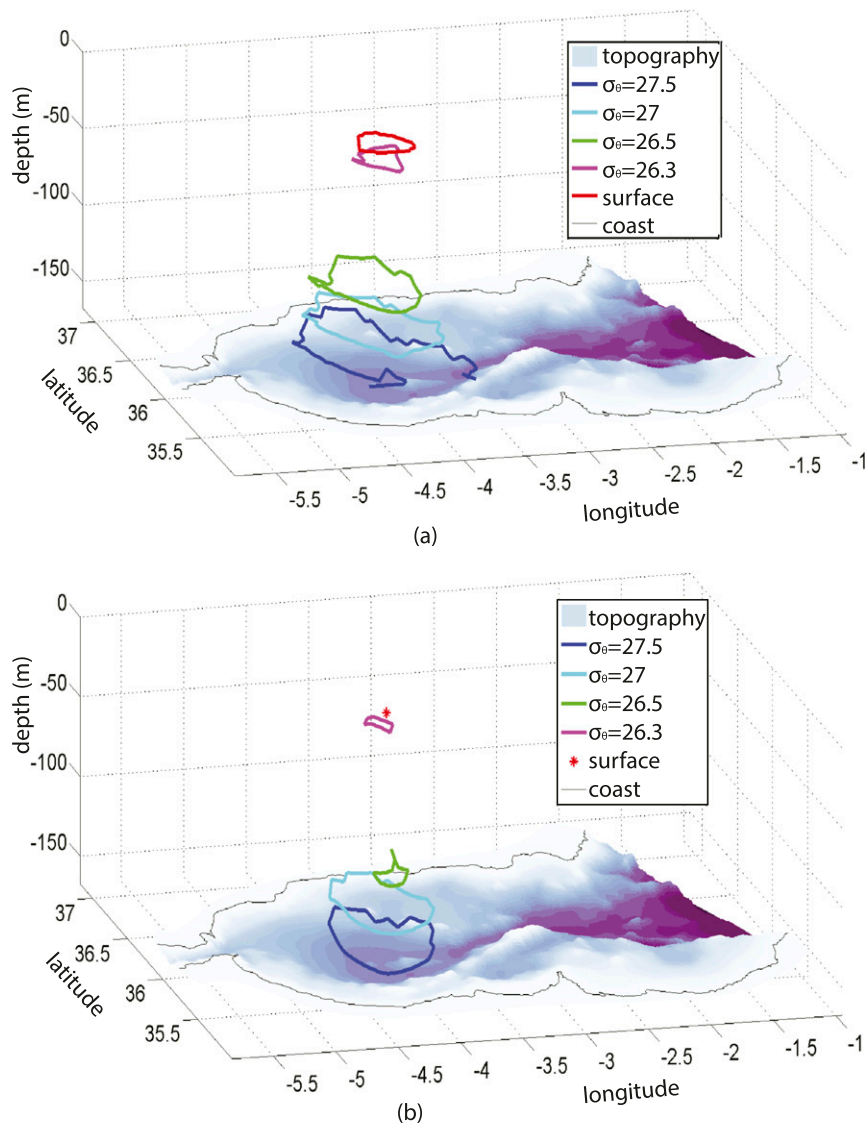 0
-50
-100
-150
depth (m)
37
36.5
36
35.5
latitude
-5.5
-5
-4.5
-4
-3.5
-3
-2.5
-2
-1.5
-1
longitude
topography
σθ=27.5
σθ=27
σθ=26.5
σθ=26.3
surface
coast
(a)
0
-50
-100
-150
depth (m)
37
36.5
36
35.5
latitude
-5.5
-5
-4.5
-4
-3.5
-3
-2.5
-2
-1.5
-1
longitude
topography
σθ=27.5
σθ=27
σθ=26.5
σθ=26.3
surface
coast
(b)